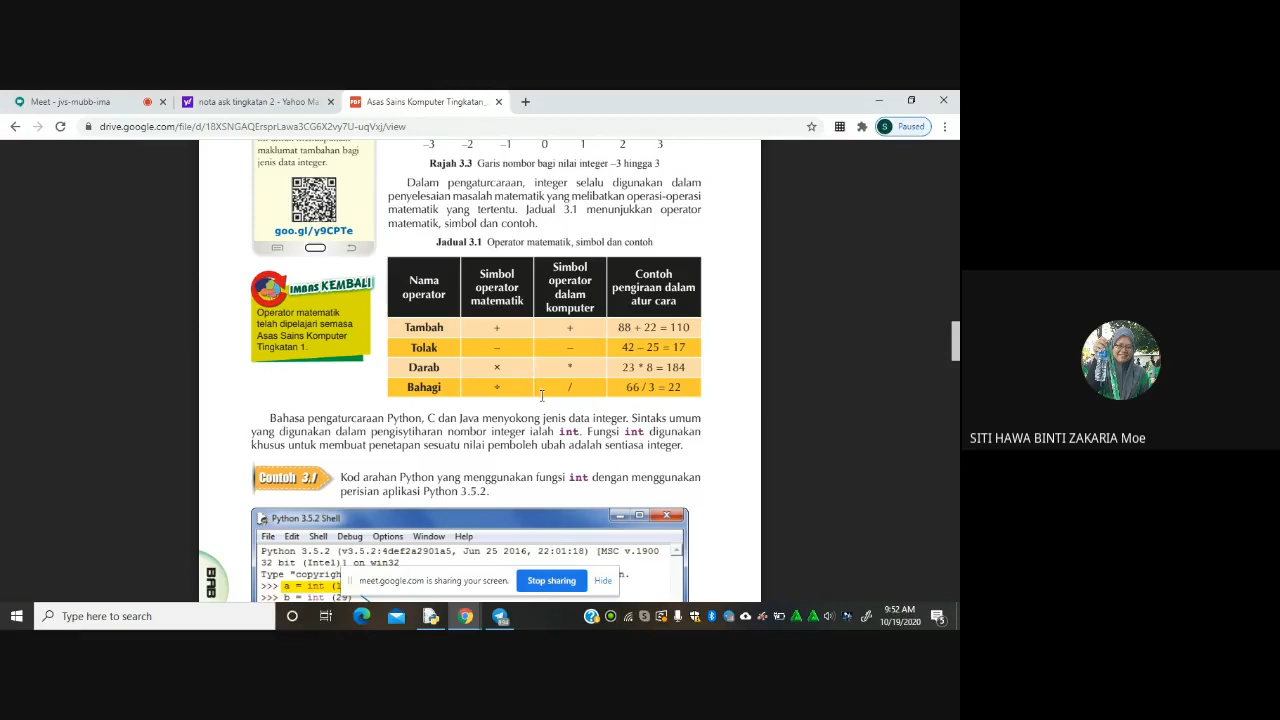 Meet - jvs-mubb-ima
nota ask tingkatan 2 - Yahoo Ma
Asas Sains Komputer Tingkatan_
drive.google.com/file/d/18XSNGAQErsprLawa3CG6X2vy7U-uqVxj/view
S Paused
maklumat tambahan bagi
jenis data integer.
goo.gl/y9CPTe
IMBAS KEMBALI
Operator matematik
telah dipelajari semasa
Asas Sains Komputer
Tingkatan 1.
–3 –2 –1 0 1 2 3
Rajah 3.3 Garis nombor bagi nilai integer –3 hingga 3
Dalam pengaturcaraan, integer selalu digunakan dalam
penyelesaian masalah matematik yang melibatkan operasi-operasi
matematik yang tertentu. Jadual 3.1 menunjukkan operator
matematik, simbol dan contoh.
Jadual 3.1 Operator matematik, simbol dan contoh
Nama operator Simbol operator matematik Simbol operator dalam komputer Contoh pengiraan dalam atur cara
Tambah + + 88 + 22 = 110
Tolak – – 42 – 25 = 17
Darab × * 23 * 8 = 184
Bahagi ÷ / 66 / 3 = 22
Bahasa pengaturcaraan Python, C dan Java menyokong jenis data integer. Sintaks umum
yang digunakan dalam pengisytiharan nombor integer ialah int. Fungsi int digunakan
khusus untuk membuat penetapan sesuatu nilai pemboleh ubah adalah sentiasa integer.
Contoh 3.1
Kod arahan Python yang menggunakan fungsi int dengan menggunakan
perisian aplikasi Python 3.5.2.
Python 3.5.2 Shell
File Edit Shell Debug Options Window Help
Python 3.5.2 (v3.5.2:4def2a2901a5, Jun 25 2016, 22:01:18) [MSC v.1900
32 bit (Intel)] on win32
Type "copyrigh
n.
>>> a = int (1
>>> b = int (29)
BAB
meet.google.com is sharing your screen. Stop sharing Hide
Type here to search
9:52 AM
10/19/2020
5
SITI HAWA BINTI ZAKARIA Moe